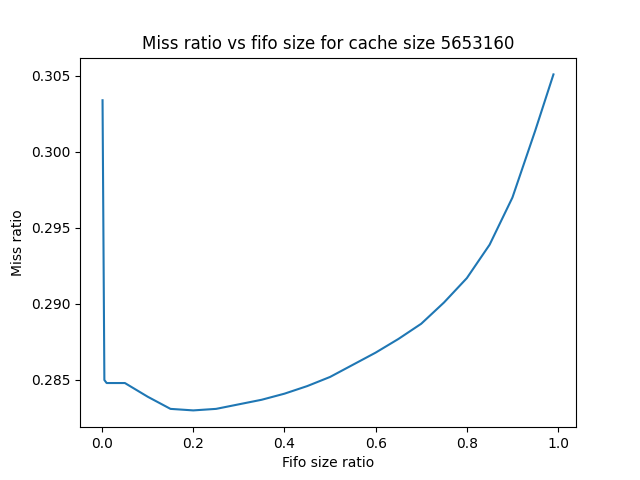 Miss ratio vs fifo size for cache size 5653160
0.305
0.300
0.295
0.290
0.285
Miss ratio
0.0 0.2 0.4 0.6 0.8 1.0
Fifo size ratio